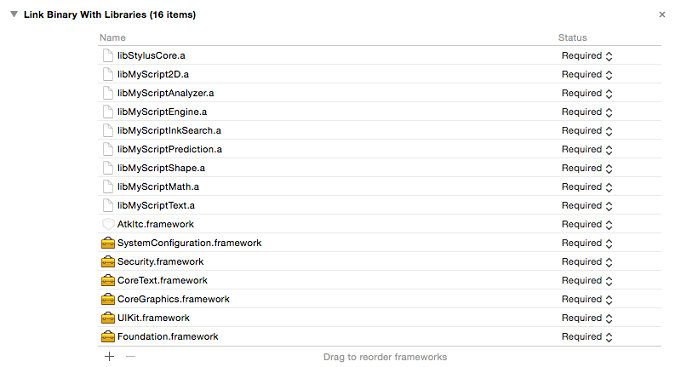 Link Binary With Libraries (16 items)
Name Status
libStylusCore.a Required
libMyScript2D.a Required
libMyScriptAnalyzer.a Required
libMyScriptEngine.a Required
libMyScriptInkSearch.a Required
libMyScriptPrediction.a Required
libMyScriptShape.a Required
libMyScriptMath.a Required
libMyScriptText.a Required
AtkItc.framework Required
SystemConfiguration.framework Required
Security.framework Required
CoreText.framework Required
CoreGraphics.framework Required
UIKit.framework Required
Foundation.framework Required
Drag to reorder frameworks